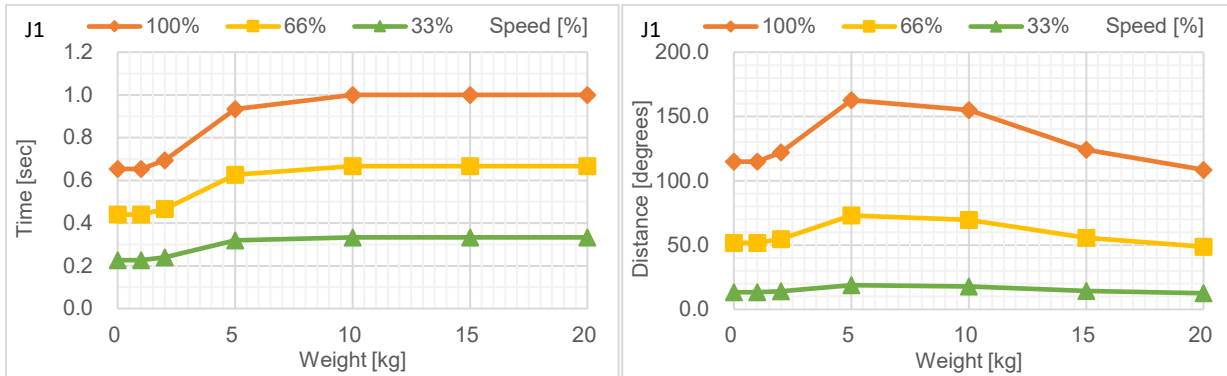 J1 100% 66% 33% Speed [%]
1.2
1.0
0.8
0.6
0.4
0.2
0.0
Time [sec]
0 5 10 15 20
Weight [kg]
J1 100% 66% 33% Speed [%]
200.0
150.0
100.0
50.0
0.0
Distance [degrees]
0 5 10 15 20
Weight [kg]